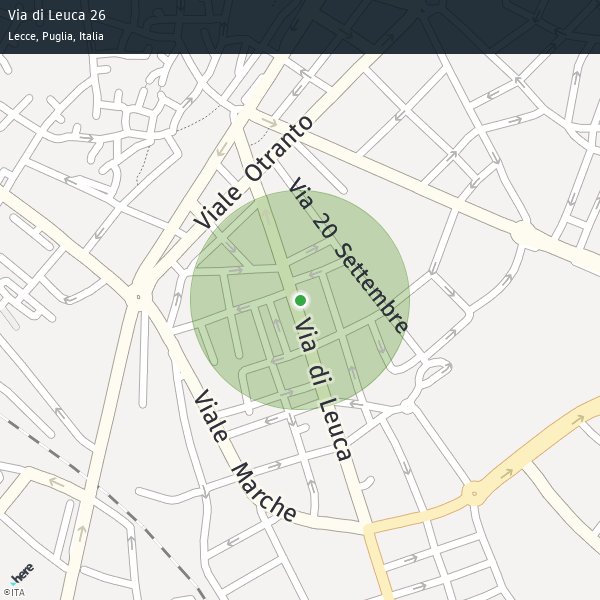 Via di Leuca 26
Lecce, Puglia, Italia
Viale Otranto
Via 20 Settembre
Via di Leuca
Viale Marche
here
©ITA